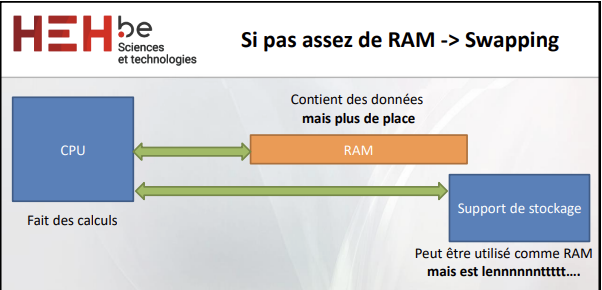 HEH.be
Sciences
et technologies
Si pas assez de RAM -> Swapping
Contient des données
mais plus de place
CPU
RAM
Fait des calculs
Support de stockage
Peut être utilisé comme RAM
mais est lennnnnnttttt....